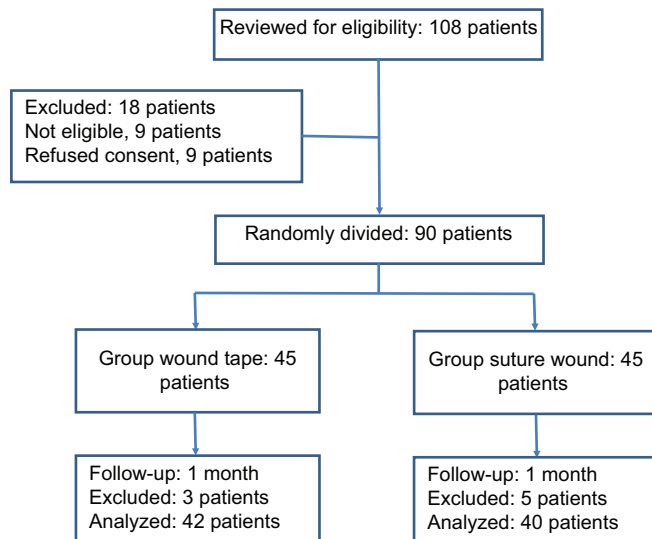 Reviewed for eligibility: 108 patients
Excluded: 18 patients
Not eligible, 9 patients
Refused consent, 9 patients
Randomly divided: 90 patients
Group wound tape: 45
patients
Group suture wound: 45
patients
Follow-up: 1 month
Excluded: 3 patients
Analyzed: 42 patients
Follow-up: 1 month
Excluded: 5 patients
Analyzed: 40 patients